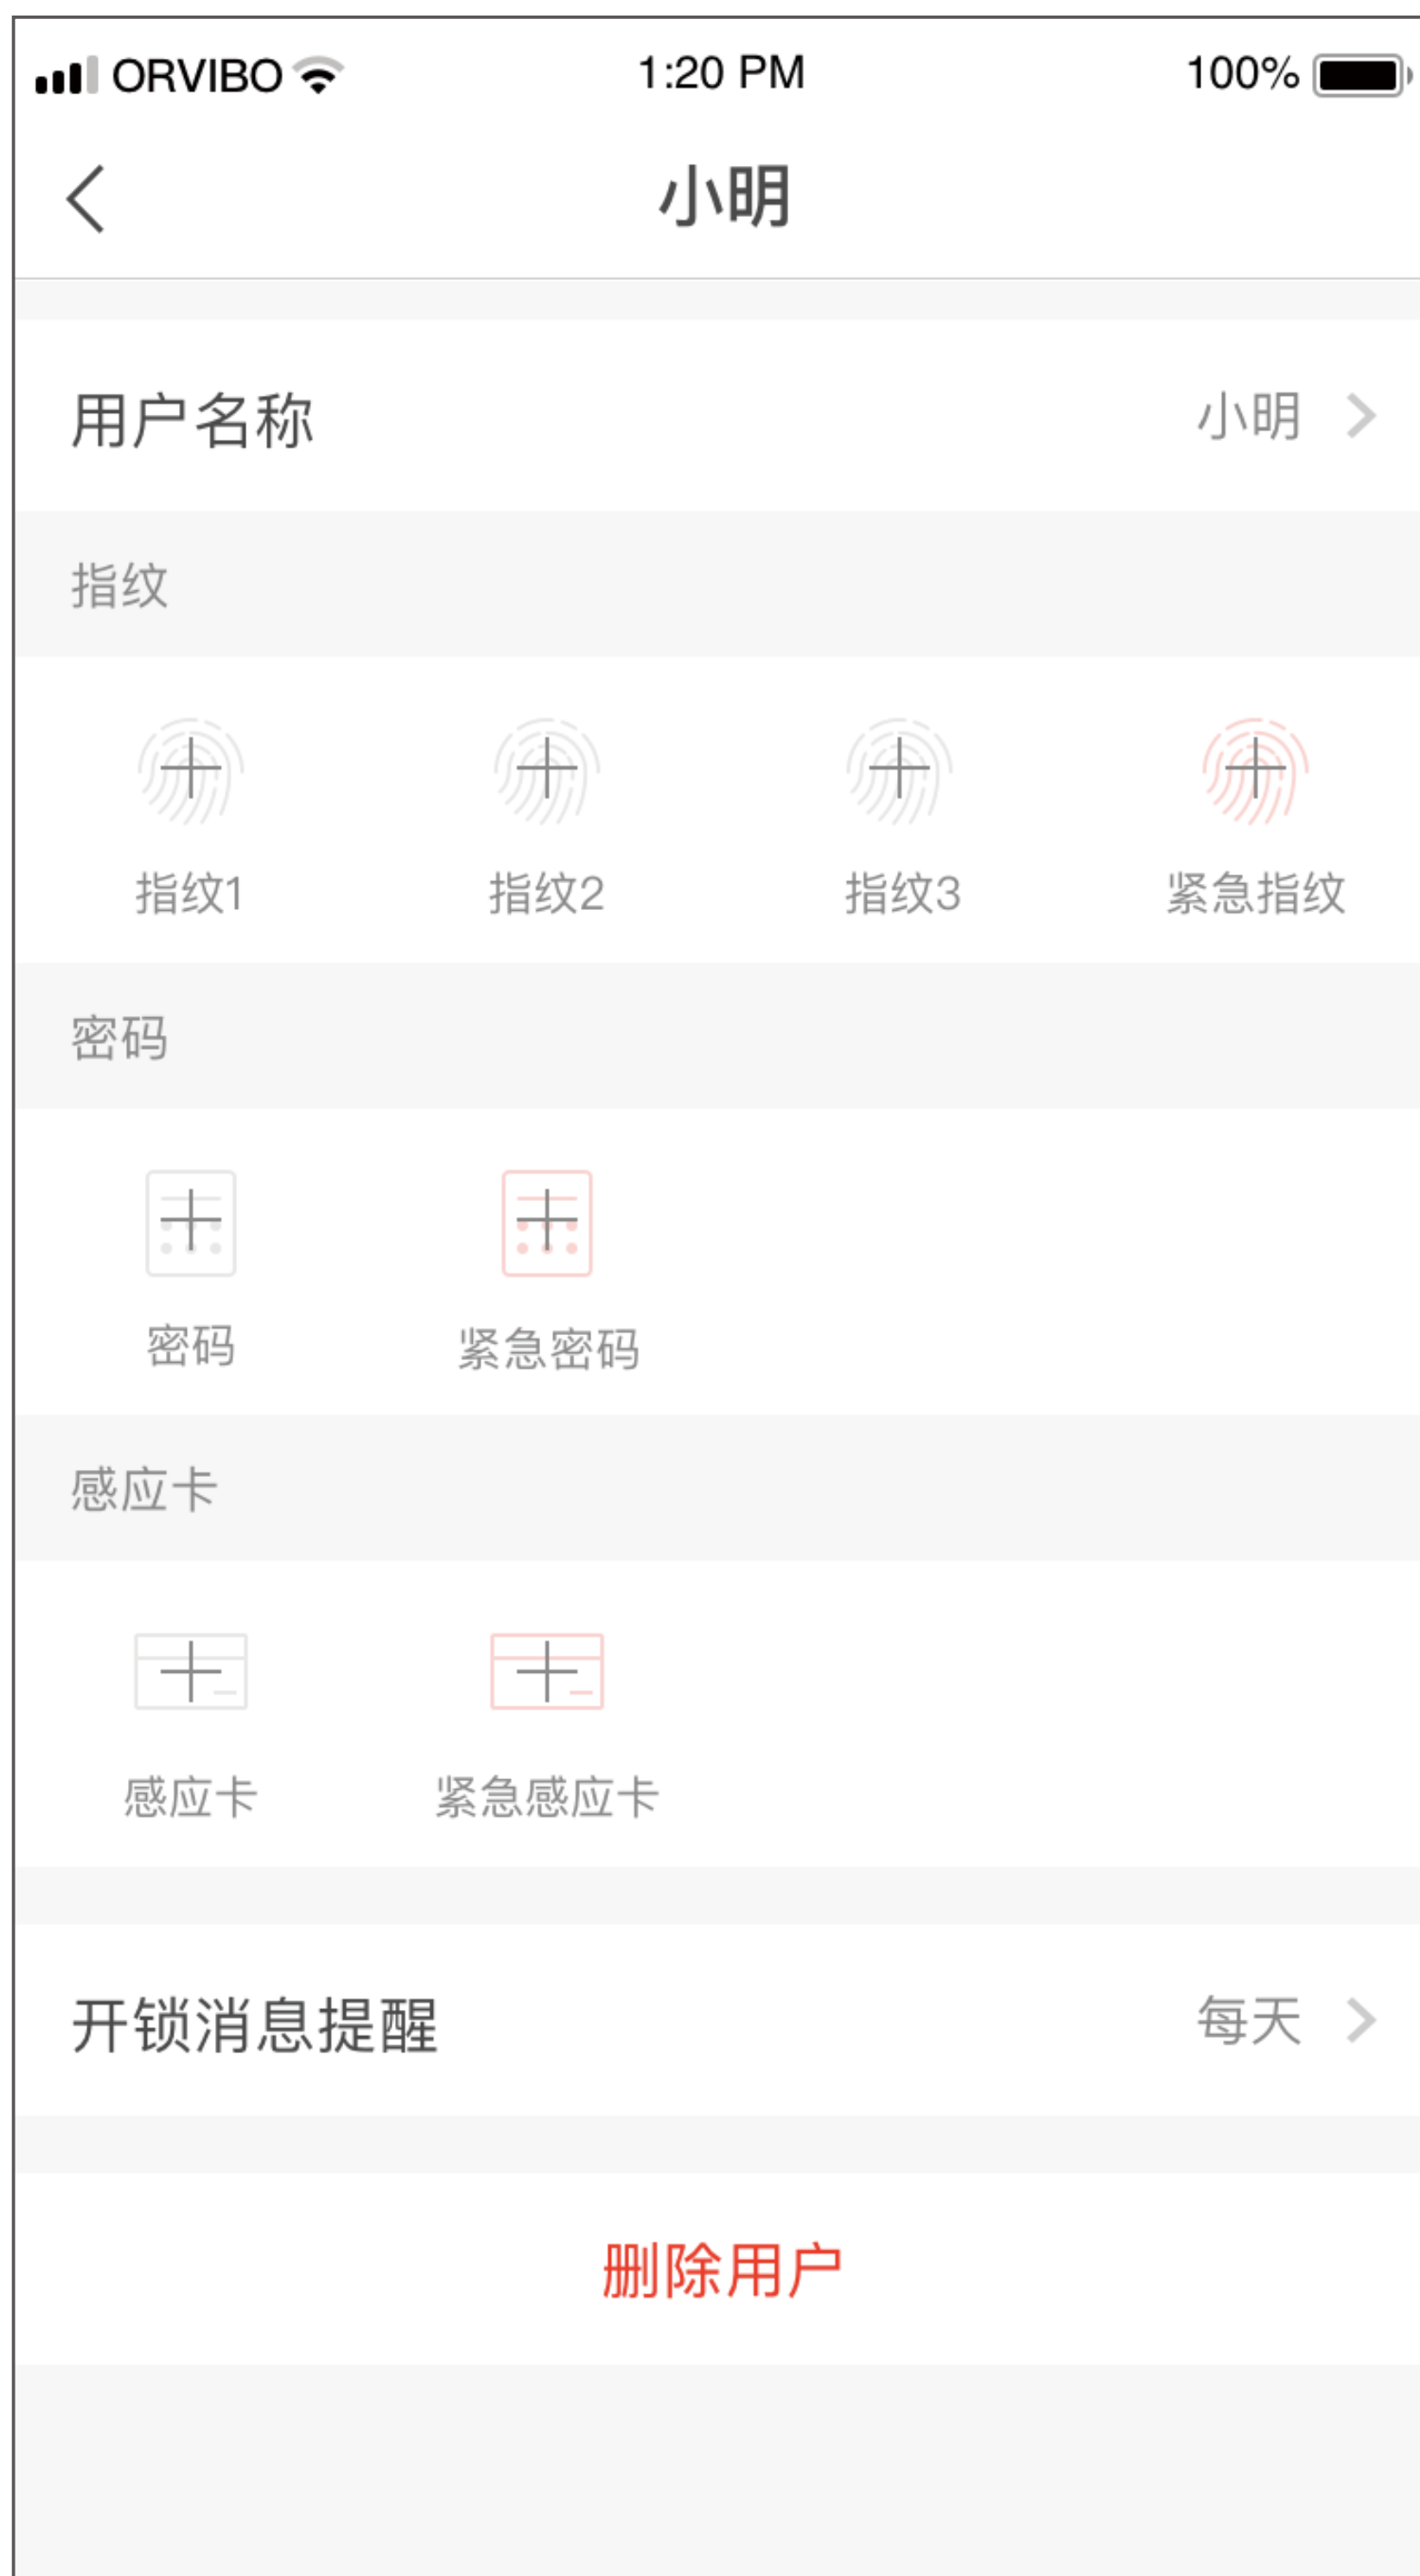 ORVIBO 1:20 PM 100%
小明
用户名称 小明
指纹
指纹1 指纹2 指纹3 紧急指纹
密码
密码 紧急密码
感应卡
感应卡 紧急感应卡
开锁消息提醒 每天
删除用户